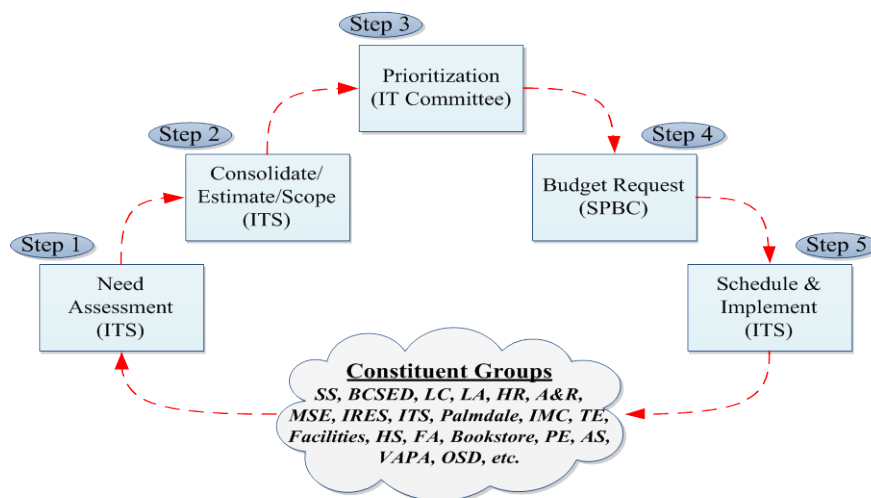 Step 3
Prioritization
(IT Committee)
Step 2
Consolidate/
Estimate/Scope
(ITS)
Step 4
Budget Request
(SPBC)
Step 1
Need
Assessment
(ITS)
Step 5
Schedule &
Implement
(ITS)
Constituent Groups
SS, BCSED, LC, LA, HR, A&R,
MSE, IRES, ITS, Palmdale, IMC, TE,
Facilities, HS, FA, Bookstore, PE, AS,
VAPA, OSD, etc.